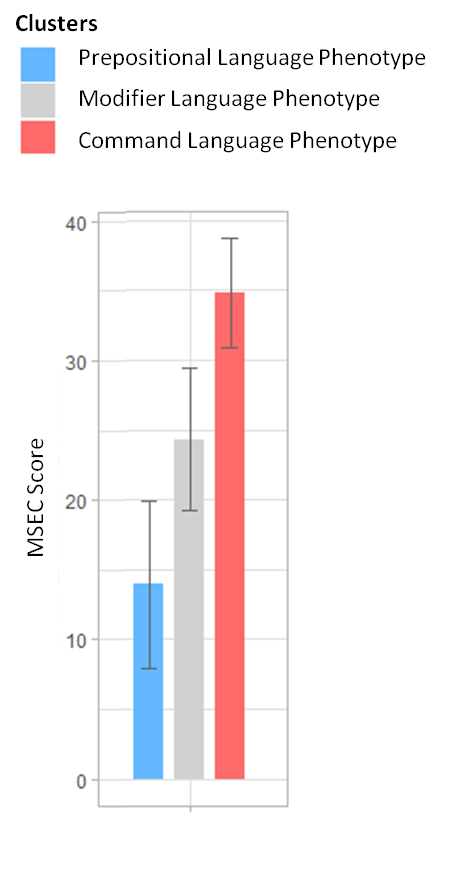 Clusters
Prepositional Language Phenotype
Modifier Language Phenotype
Command Language Phenotype
40
30
MSEC Score
20
10
0